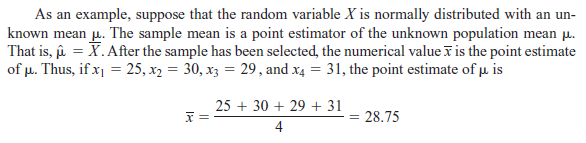 As an example, suppose that the random variable X is normally distributed with an un-
known mean μ. The sample mean is a point estimator of the unknown population mean μ.
That is, μ̂ = X̅. After the sample has been selected, the numerical value x̅ is the point estimate
of μ. Thus, if x₁ = 25, x₂ = 30, x₃ = 29, and x₄ = 31, the point estimate of μ is
x̅ = (25 + 30 + 29 + 31) / 4 = 28.75